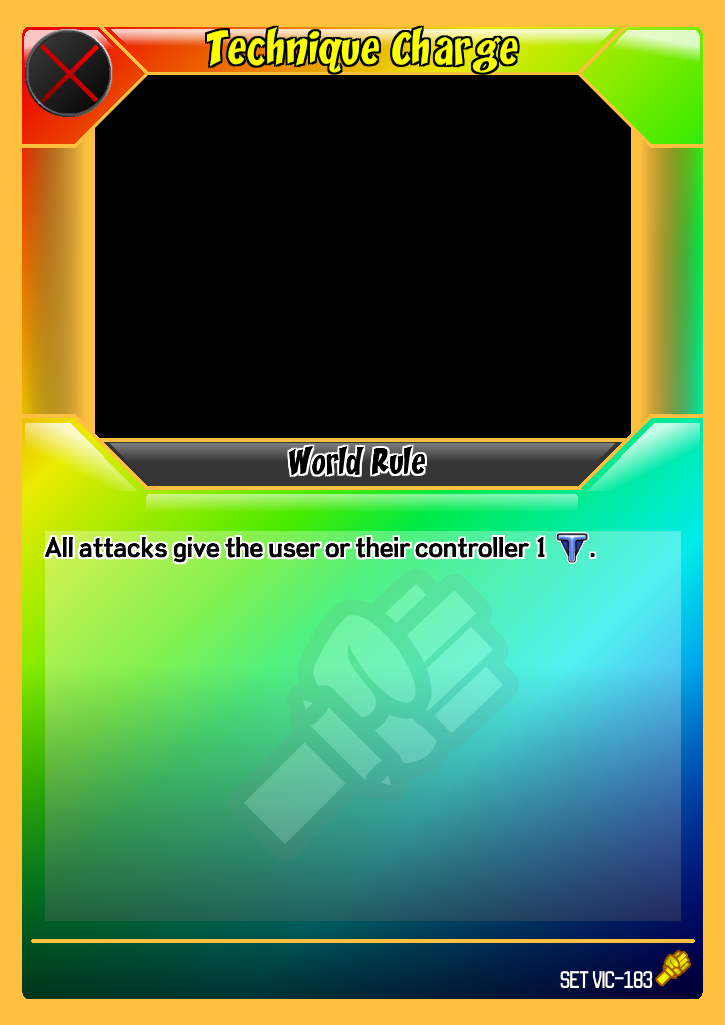 Technique Charge
World Rule
All attacks give the user or their controller 1 T.
SET VIC-183